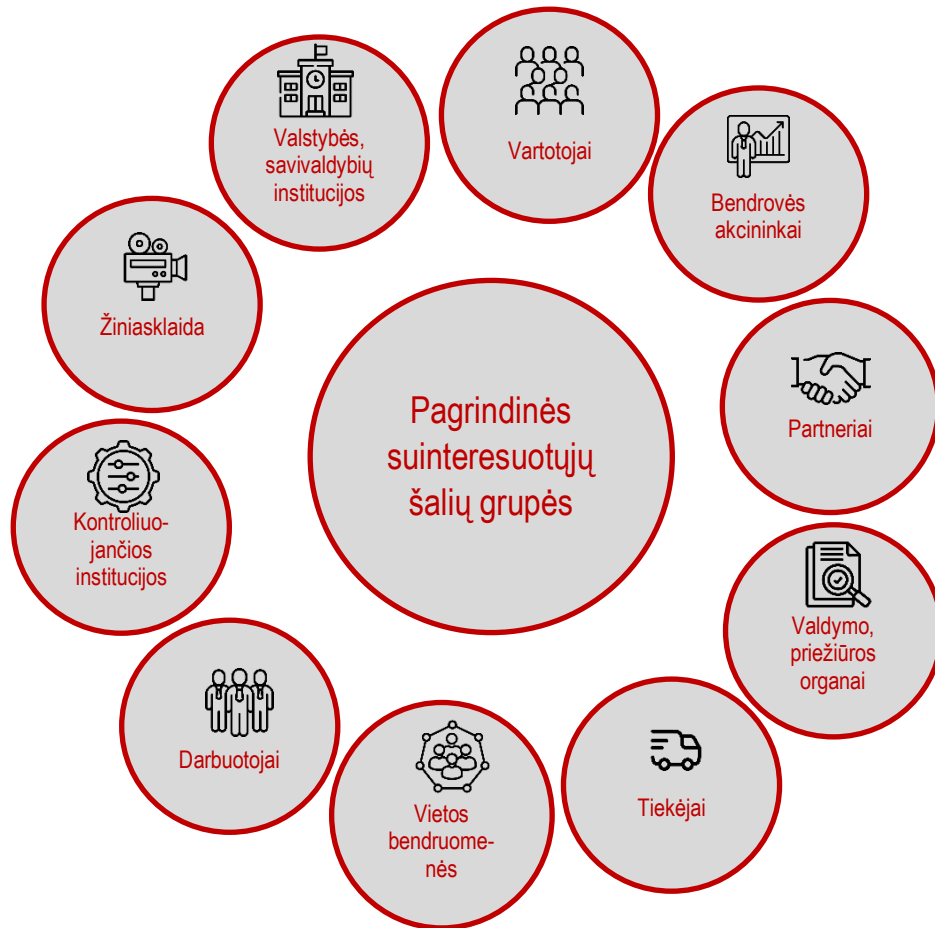 Valstybės,
savivaldybių
institucijos
Vartotojai
Bendrovės
akcininkai
Žiniasklaida
Pagrindinės
suinteresuotųjų
šalių grupės
Partneriai
Kontroliuo-
jančios
institucijos
Valdymo,
priežiūros
organai
Darbuotojai
Vietos
bendruome-
nės
Tiekėjai